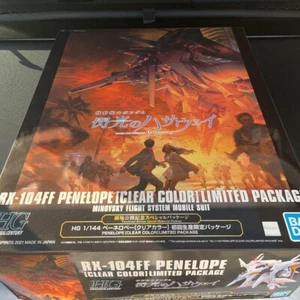 機動戦士ガンダム
閃光のハサウェイ
RX-104FF PENELOPE [CLEAR COLOR] LIMITED PACKAGE
MINOVSKY FLIGHT SYSTEM MOBILE SUIT
劇場公開記念スペシャルパッケージ
HG 1/144 ペーネロペー(クリアカラー) 初回生産限定パッケージ
PENELOPE [CLEAR COLOR] LIMITED PACKAGE
HG
BAN
RX-104FF PENELOPE
[CLEAR COLOR] LIMITED PACKAGE
HG